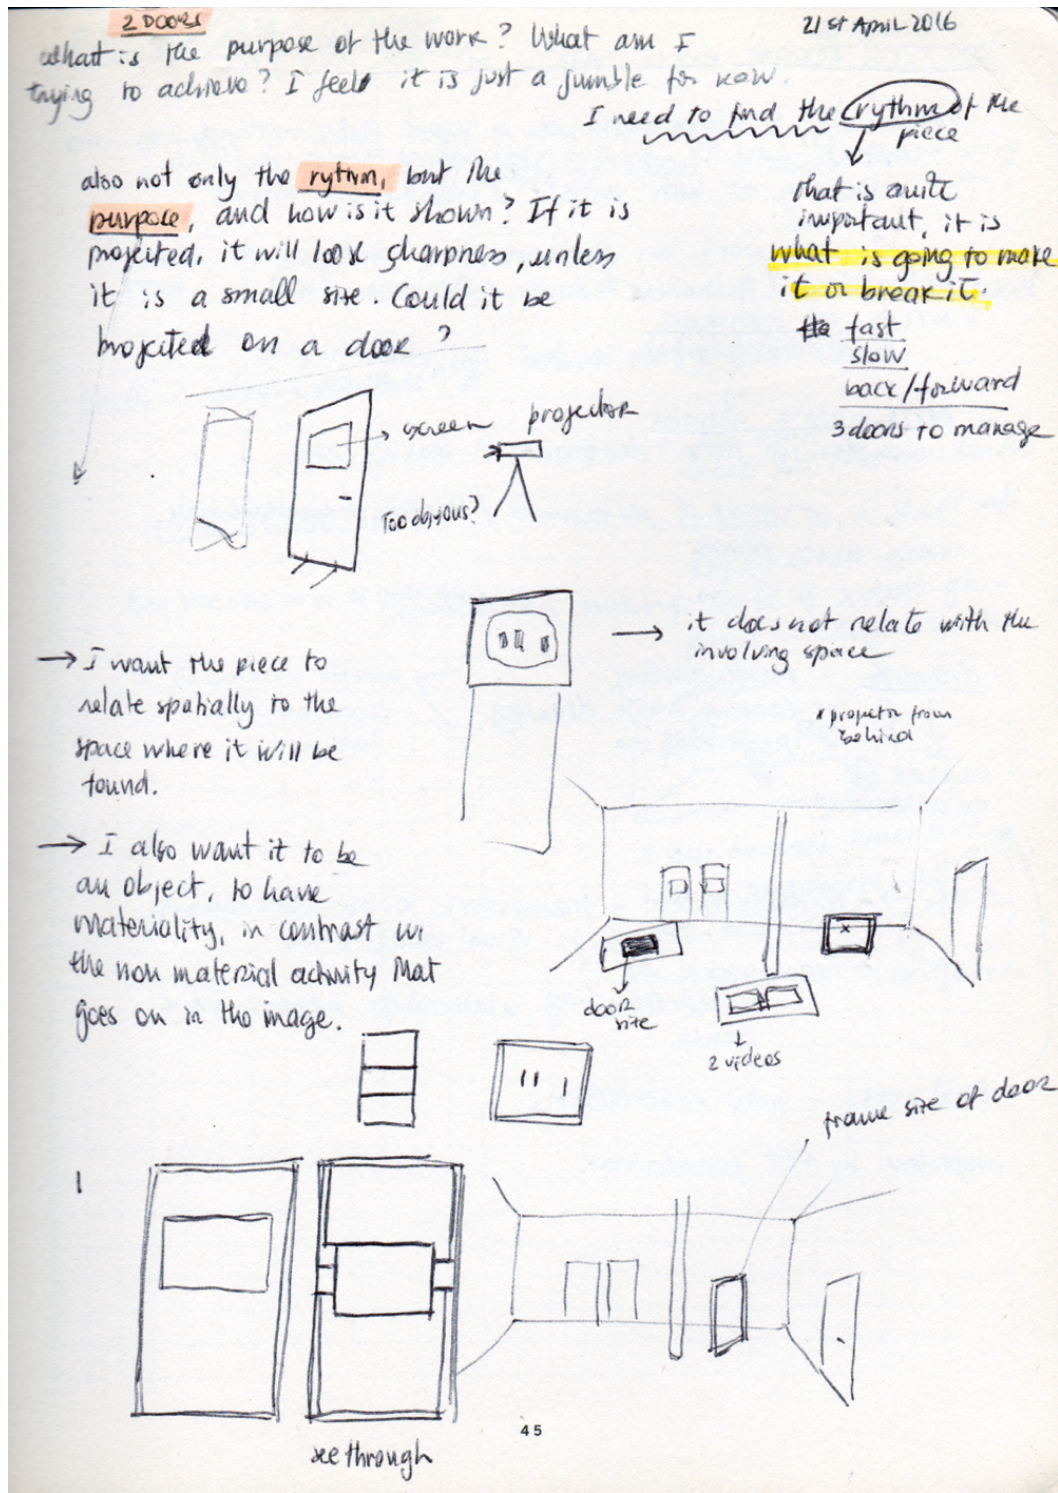 2 DOORS
21st April 2016
what is the purpose of the work? What am I
trying to achieve? I feel it is just a jumble for now.
I need to find the rythm of the
piece
that is quite
important, it is
what is going to make
it or break it.
fast
slow
back/forward
3 doors to manage
also not only the rythm, but the
purpose, and how is it shown? If it is
projected, it will lose sharpness, unless
it is a small size. Could it be
projected on a door?
screen
projector
Too obvious?
→ it does not relate with the
involving space
→ I want the piece to
relate spatially to the
space where it will be
found.
* projector from
behind
→ I also want it to be
an object, to have
materiality, in contrast w
the non material activity that
goes on in the image.
x
door
size
2 videos
frame size of door
1
see through
45